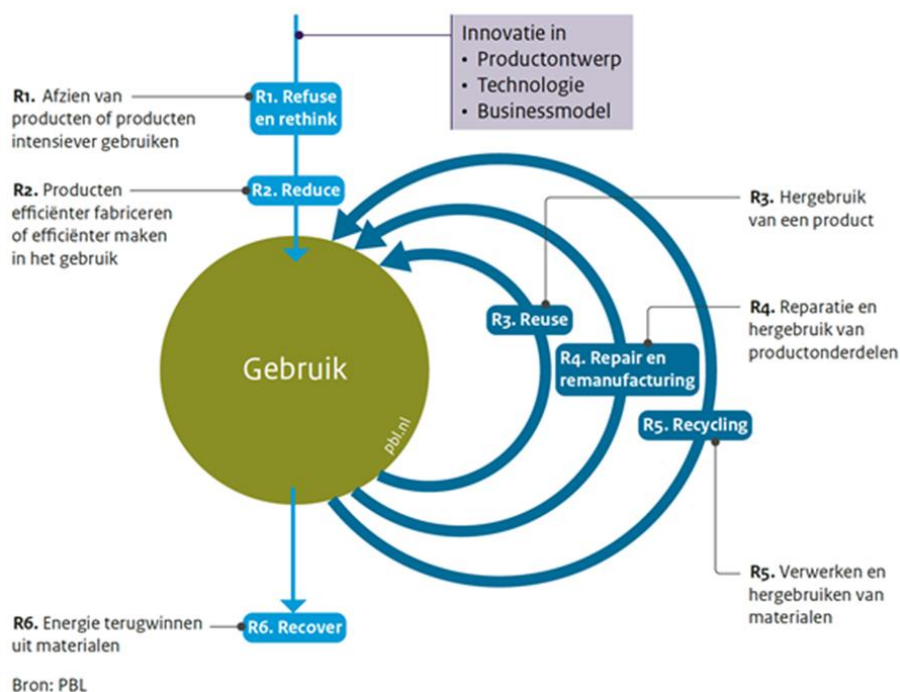 Innovatie in
• Productontwerp
• Technologie
• Businessmodel
R1. Afzien van
producten of producten
intensiever gebruiken
R1. Refuse
en rethink
R2. Producten
efficiënter fabriceren
of efficiënter maken
in het gebruik
R2. Reduce
R3. Hergebruik
van een product
R3. Reuse
R4. Reparatie en
hergebruik van
productonderdelen
R4. Repair en
remanufacturing
Gebruik
pbl.nl
R5. Recycling
R5. Verwerken en
hergebruiken van
materialen
R6. Energie terugwinnen
uit materialen
R6. Recover
Bron: PBL